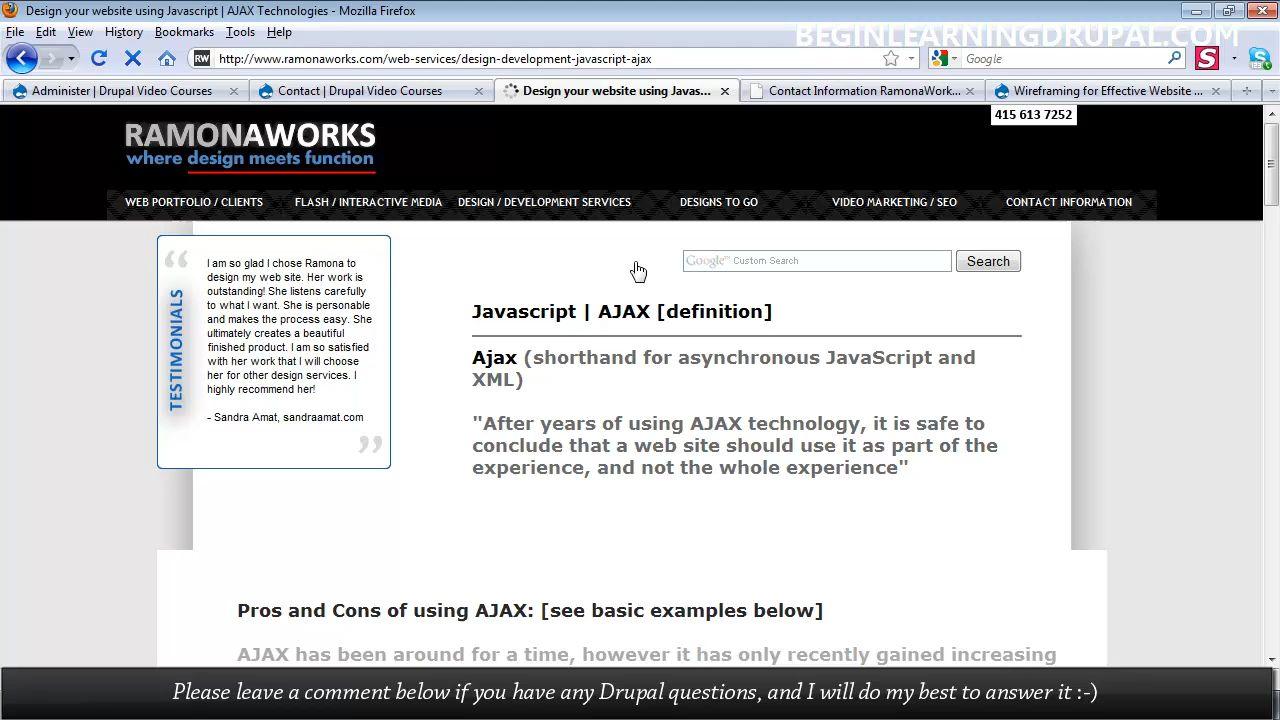 Design your website using Javascript | AJAX Technologies - Mozilla Firefox
File Edit View History Bookmarks Tools Help
BEGINLEARNINGDRUPAL.COM
RW http://www.ramonaworks.com/web-services/design-development-javascript-ajax
Google
S
Administer | Drupal Video Courses
Contact | Drupal Video Courses
Design your website using Javas...
Contact Information RamonaWork...
Wireframing for Effective Website ...
415 613 7252
RAMONAWORKS
where design meets function
WEB PORTFOLIO / CLIENTS
FLASH / INTERACTIVE MEDIA
DESIGN / DEVELOPMENT SERVICES
DESIGNS TO GO
VIDEO MARKETING / SEO
CONTACT INFORMATION
TESTIMONIALS
“
I am so glad I chose Ramona to
design my web site. Her work is
outstanding! She listens carefully
to what I want. She is personable
and makes the process easy. She
ultimately creates a beautiful
finished product. I am so satisfied
with her work that I will choose
her for other design services. I
highly recommend her!
- Sandra Amat, sandraamat.com
”
Google™ Custom Search
Search
Javascript | AJAX [definition]
Ajax (shorthand for asynchronous JavaScript and
XML)
"After years of using AJAX technology, it is safe to
conclude that a web site should use it as part of the
experience, and not the whole experience"
Pros and Cons of using AJAX: [see basic examples below]
AJAX has been around for a time, however it has only recently gained increasing
Please leave a comment below if you have any Drupal questions, and I will do my best to answer it :-)